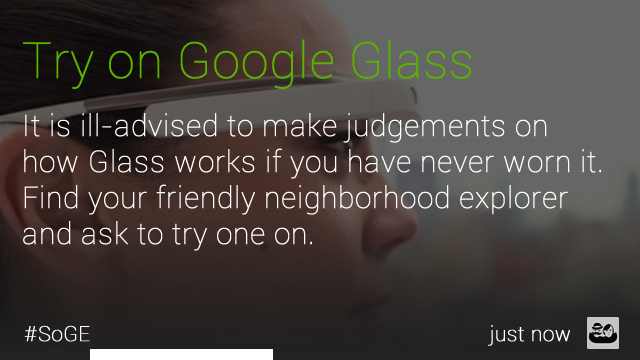 Try on Google Glass
It is ill-advised to make judgements on
how Glass works if you have never worn it.
Find your friendly neighborhood explorer
and ask to try one on.
#SoGE
just now